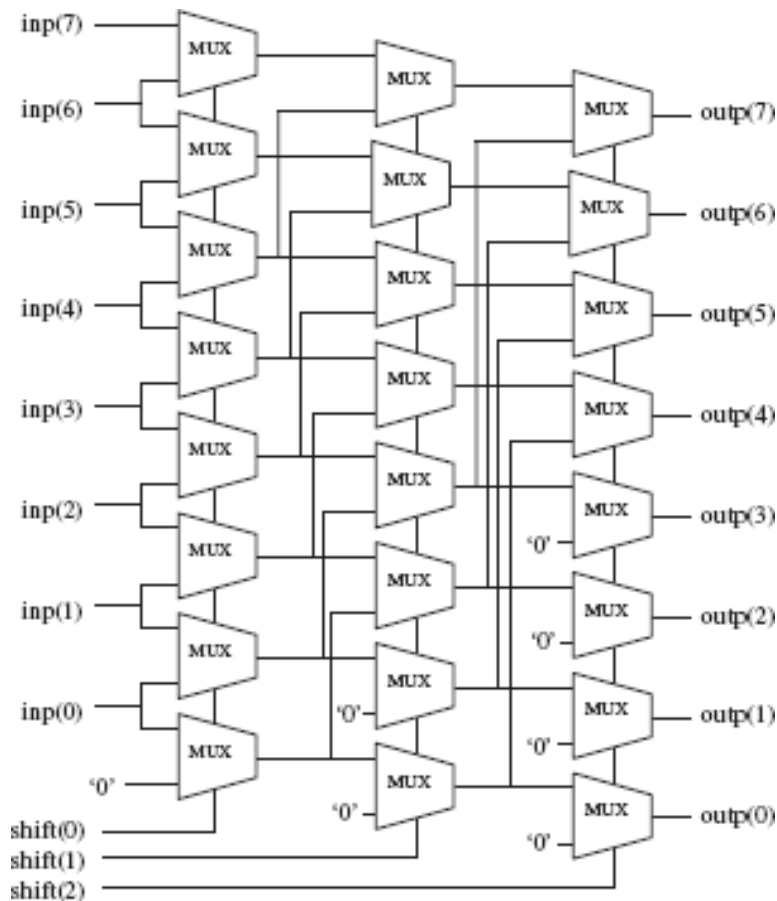 inp(7)
MUX
MUX
MUX
inp(6)
outp(7)
MUX
MUX
inp(5)
MUX
outp(6)
MUX
MUX
inp(4)
MUX
outp(5)
MUX
MUX
inp(3)
MUX
outp(4)
MUX
MUX
inp(2)
MUX
outp(3)
‘0’
MUX
MUX
inp(1)
MUX
outp(2)
‘0’
MUX
MUX
inp(0)
‘0’
MUX
outp(1)
‘0’
MUX
MUX
‘0’
‘0’
MUX
outp(0)
shift(0)
‘0’
shift(1)
shift(2)